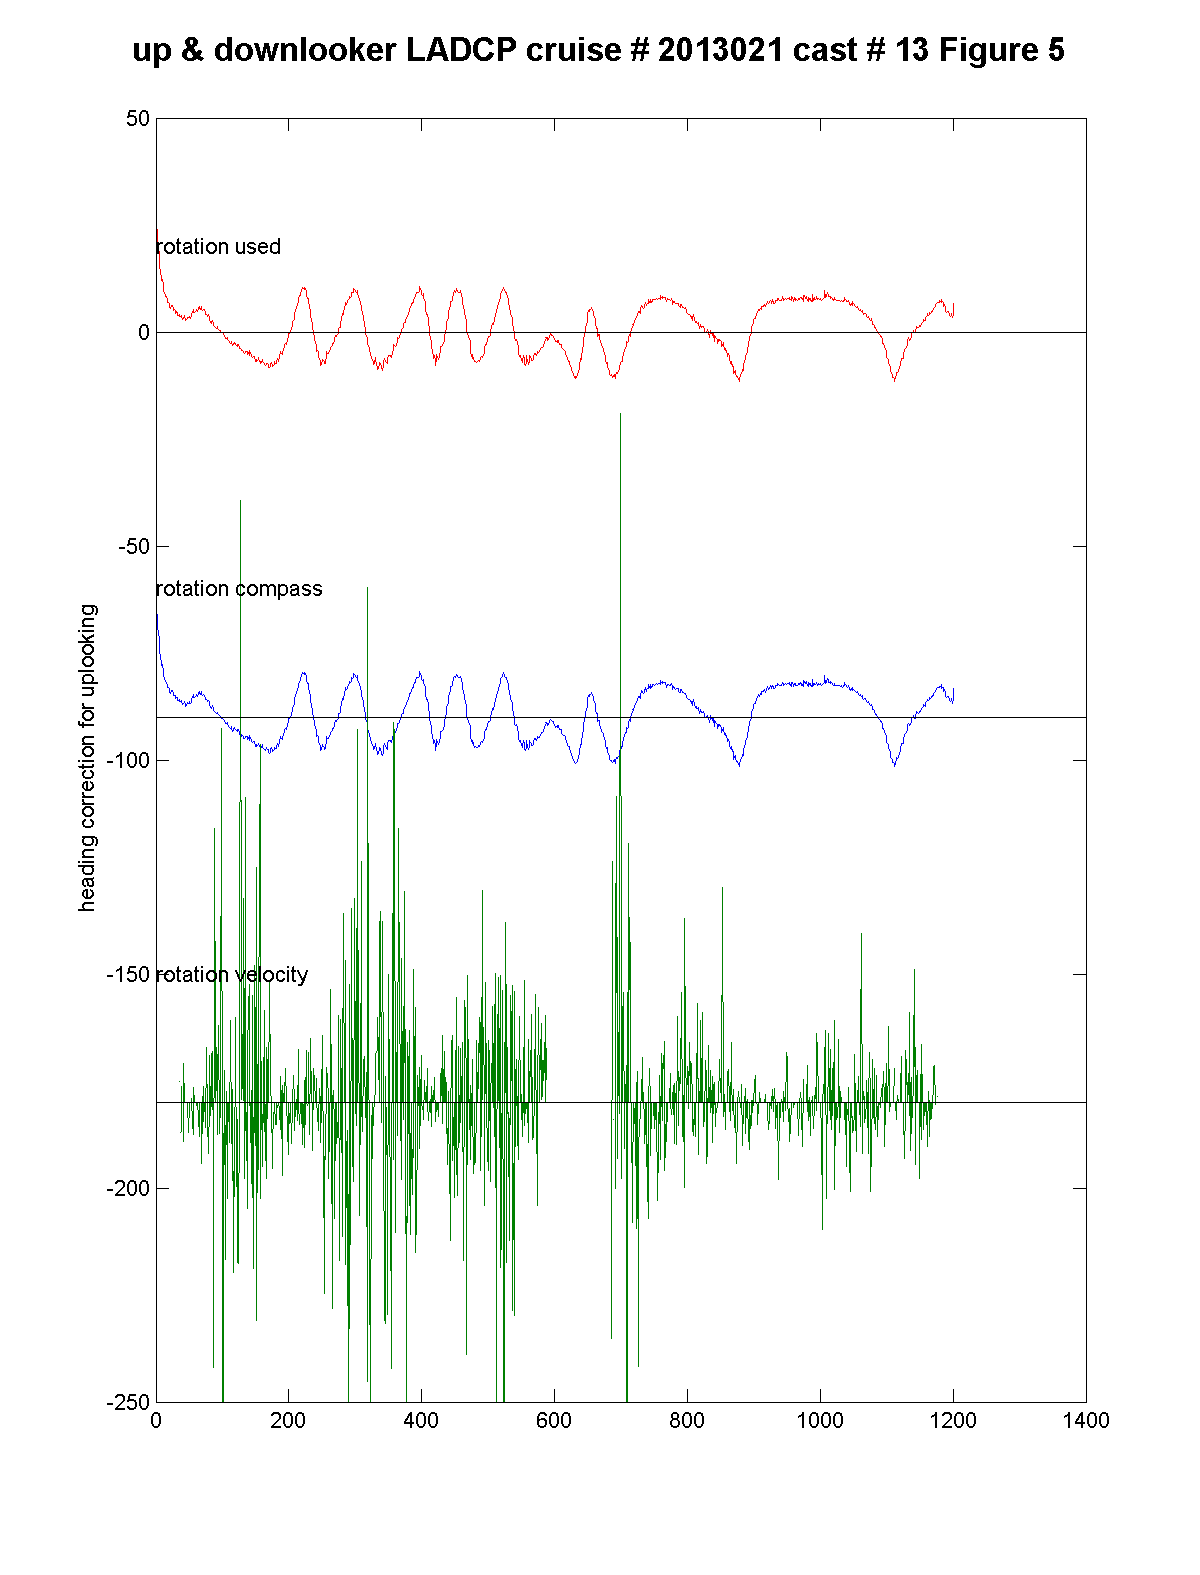 up & downlooker LADCP cruise # 2013021 cast # 13 Figure 5
50
rotation used
0
-50
rotation compass
heading correction for uplooking
-100
-150
rotation velocity
-200
-250
0 200 400 600 800 1000 1200 1400